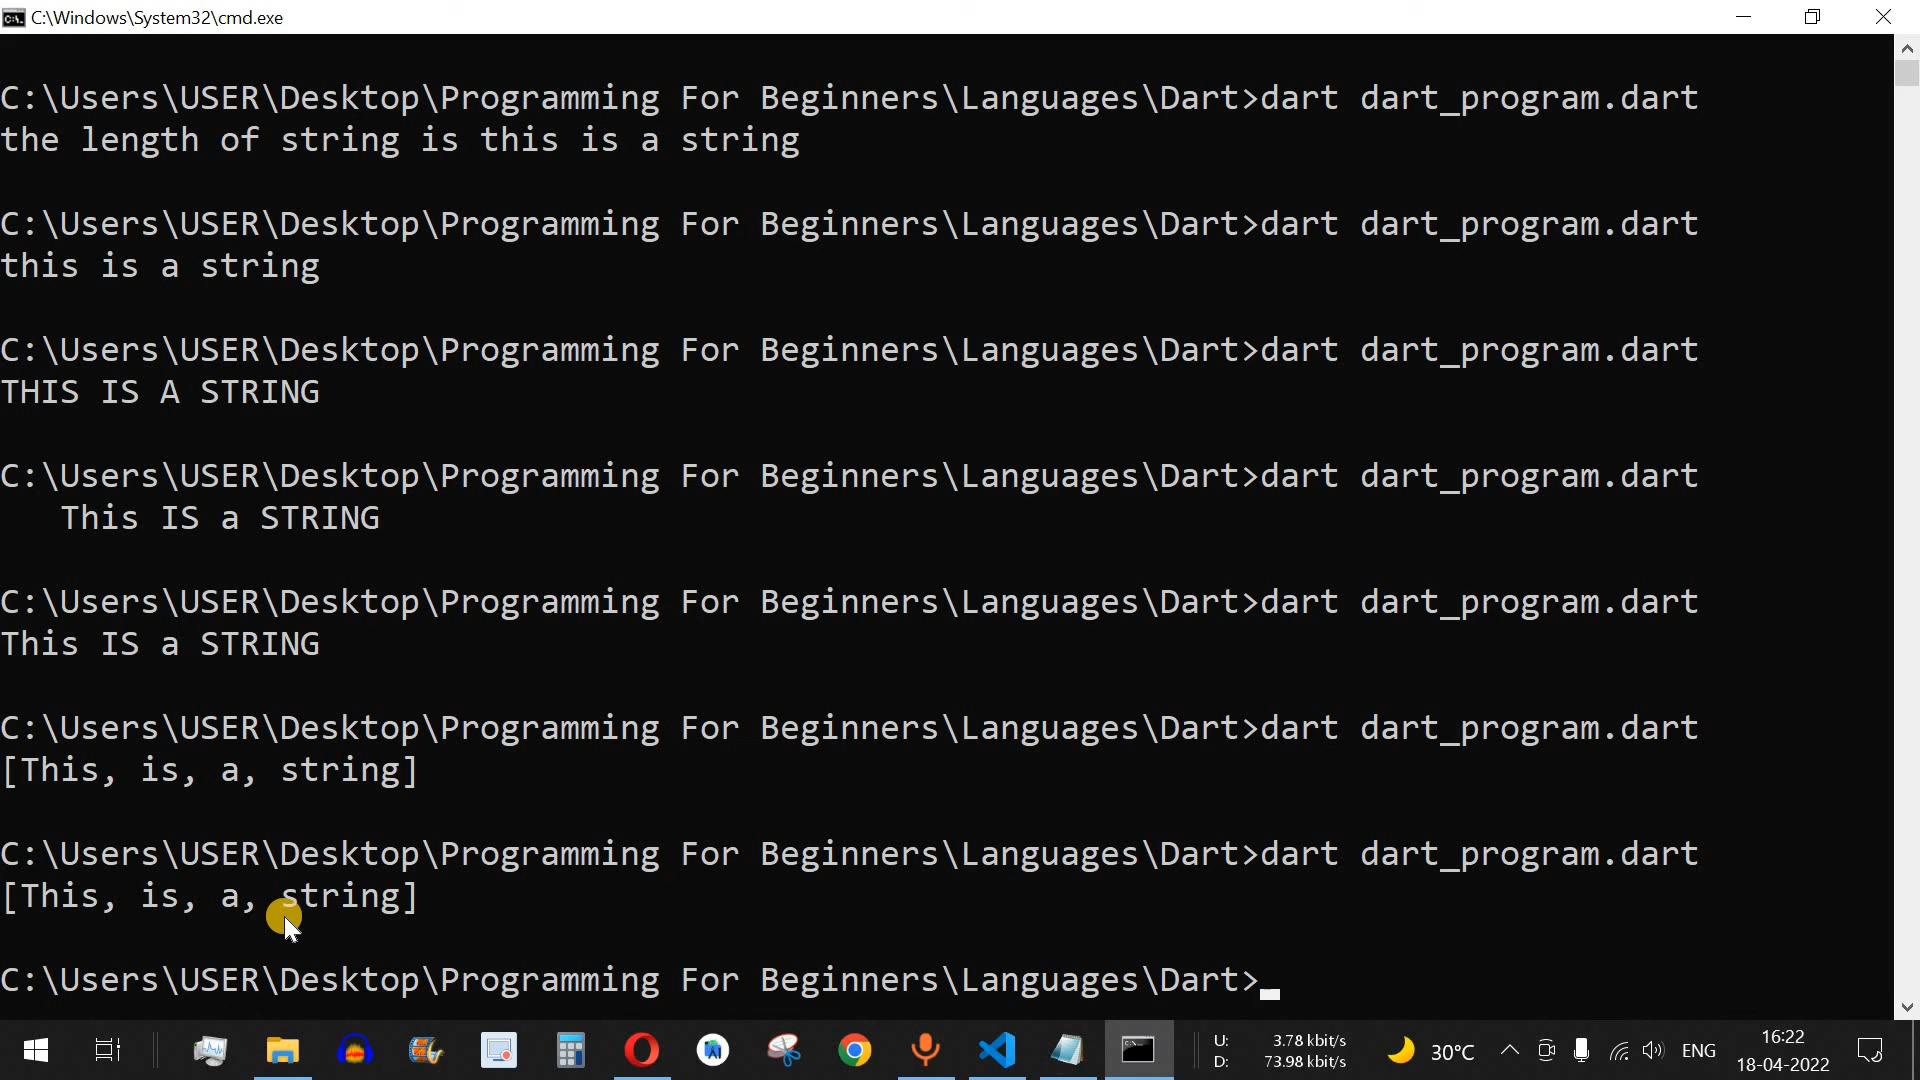 C:\Windows\System32\cmd.exe
C:\Users\USER\Desktop\Programming For Beginners\Languages\Dart>dart dart_program.dart
the length of string is this is a string
C:\Users\USER\Desktop\Programming For Beginners\Languages\Dart>dart dart_program.dart
this is a string
C:\Users\USER\Desktop\Programming For Beginners\Languages\Dart>dart dart_program.dart
THIS IS A STRING
C:\Users\USER\Desktop\Programming For Beginners\Languages\Dart>dart dart_program.dart
   This IS a STRING
C:\Users\USER\Desktop\Programming For Beginners\Languages\Dart>dart dart_program.dart
This IS a STRING
C:\Users\USER\Desktop\Programming For Beginners\Languages\Dart>dart dart_program.dart
[This, is, a, string]
C:\Users\USER\Desktop\Programming For Beginners\Languages\Dart>dart dart_program.dart
[This, is, a, string]
C:\Users\USER\Desktop\Programming For Beginners\Languages\Dart>
U: 3.78 kbit/s
D: 73.98 kbit/s
30°C
ENG
16:22
18-04-2022